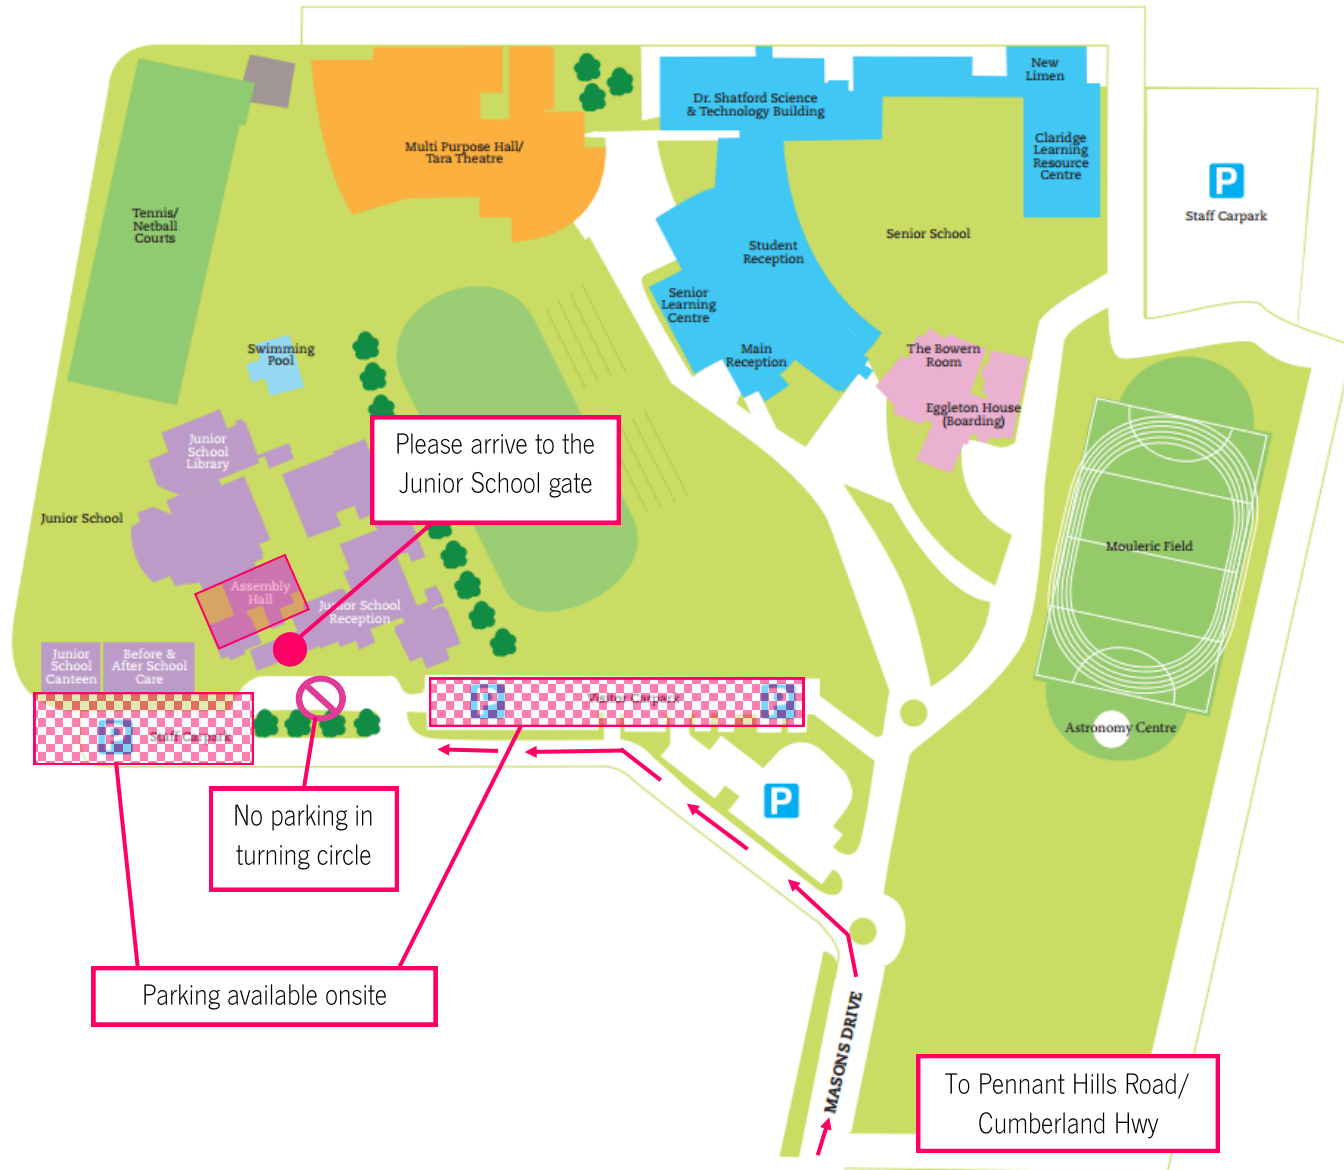 New
Limen
Dr. Shatford Science
& Technology Building
Claridge
Learning
Resource
Centre
Multi Purpose Hall/
Tara Theatre
P
Staff Carpark
Tennis/
Netball
Courts
Senior School
Student
Reception
Senior
Learning
Centre
Main
Reception
Swimming
Pool
The Bowern
Room
Eggleton House
(Boarding)
Junior
School
Library
Please arrive to the
Junior School gate
Junior School
Mouleric Field
Assembly
Hall
Junior School
Reception
Junior
School
Canteen
Before &
After School
Care
P
Visitor Carpark
P
Astronomy Centre
P
Staff Carpark
P
No parking in
turning circle
Parking available onsite
MASONS DRIVE
To Pennant Hills Road/
Cumberland Hwy